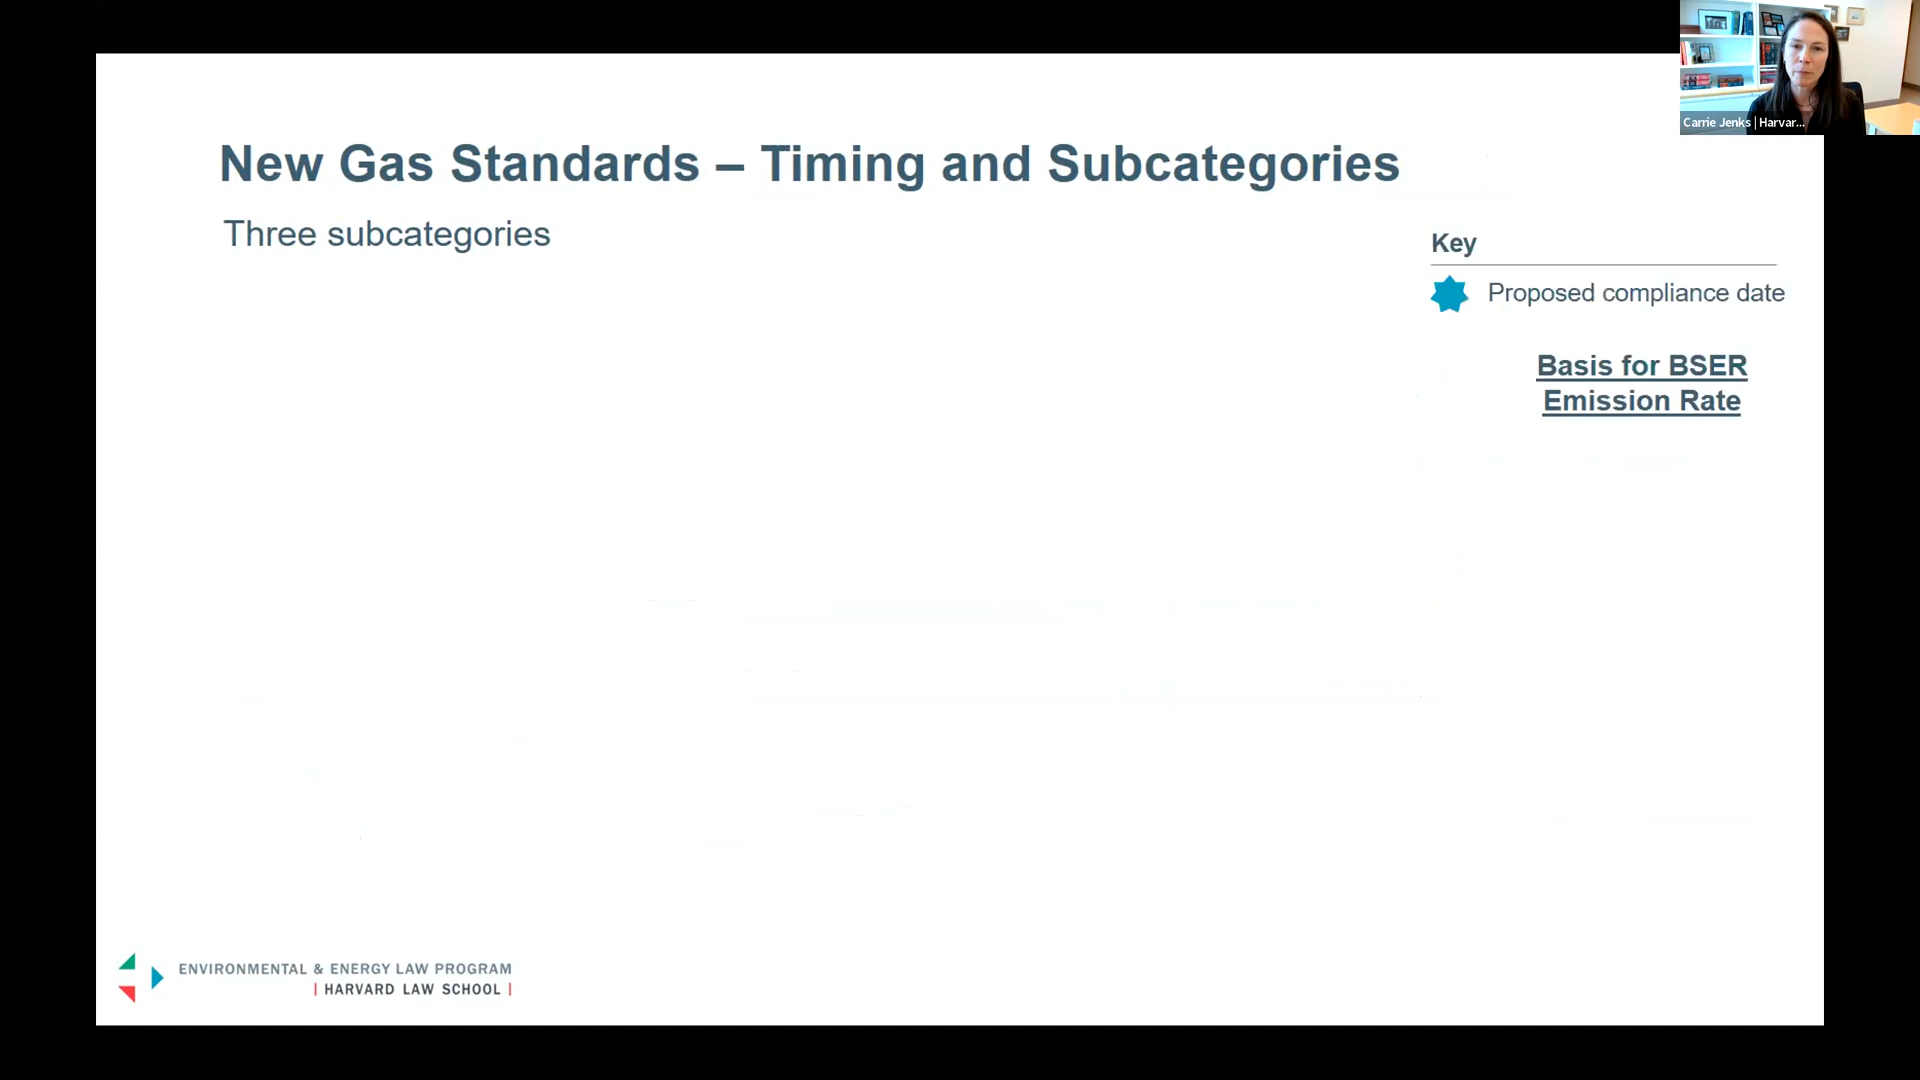 Carrie Jenks | Harvar...
New Gas Standards – Timing and Subcategories
Three subcategories
Key
Proposed compliance date
Basis for BSER
Emission Rate
ENVIRONMENTAL & ENERGY LAW PROGRAM
| HARVARD LAW SCHOOL |